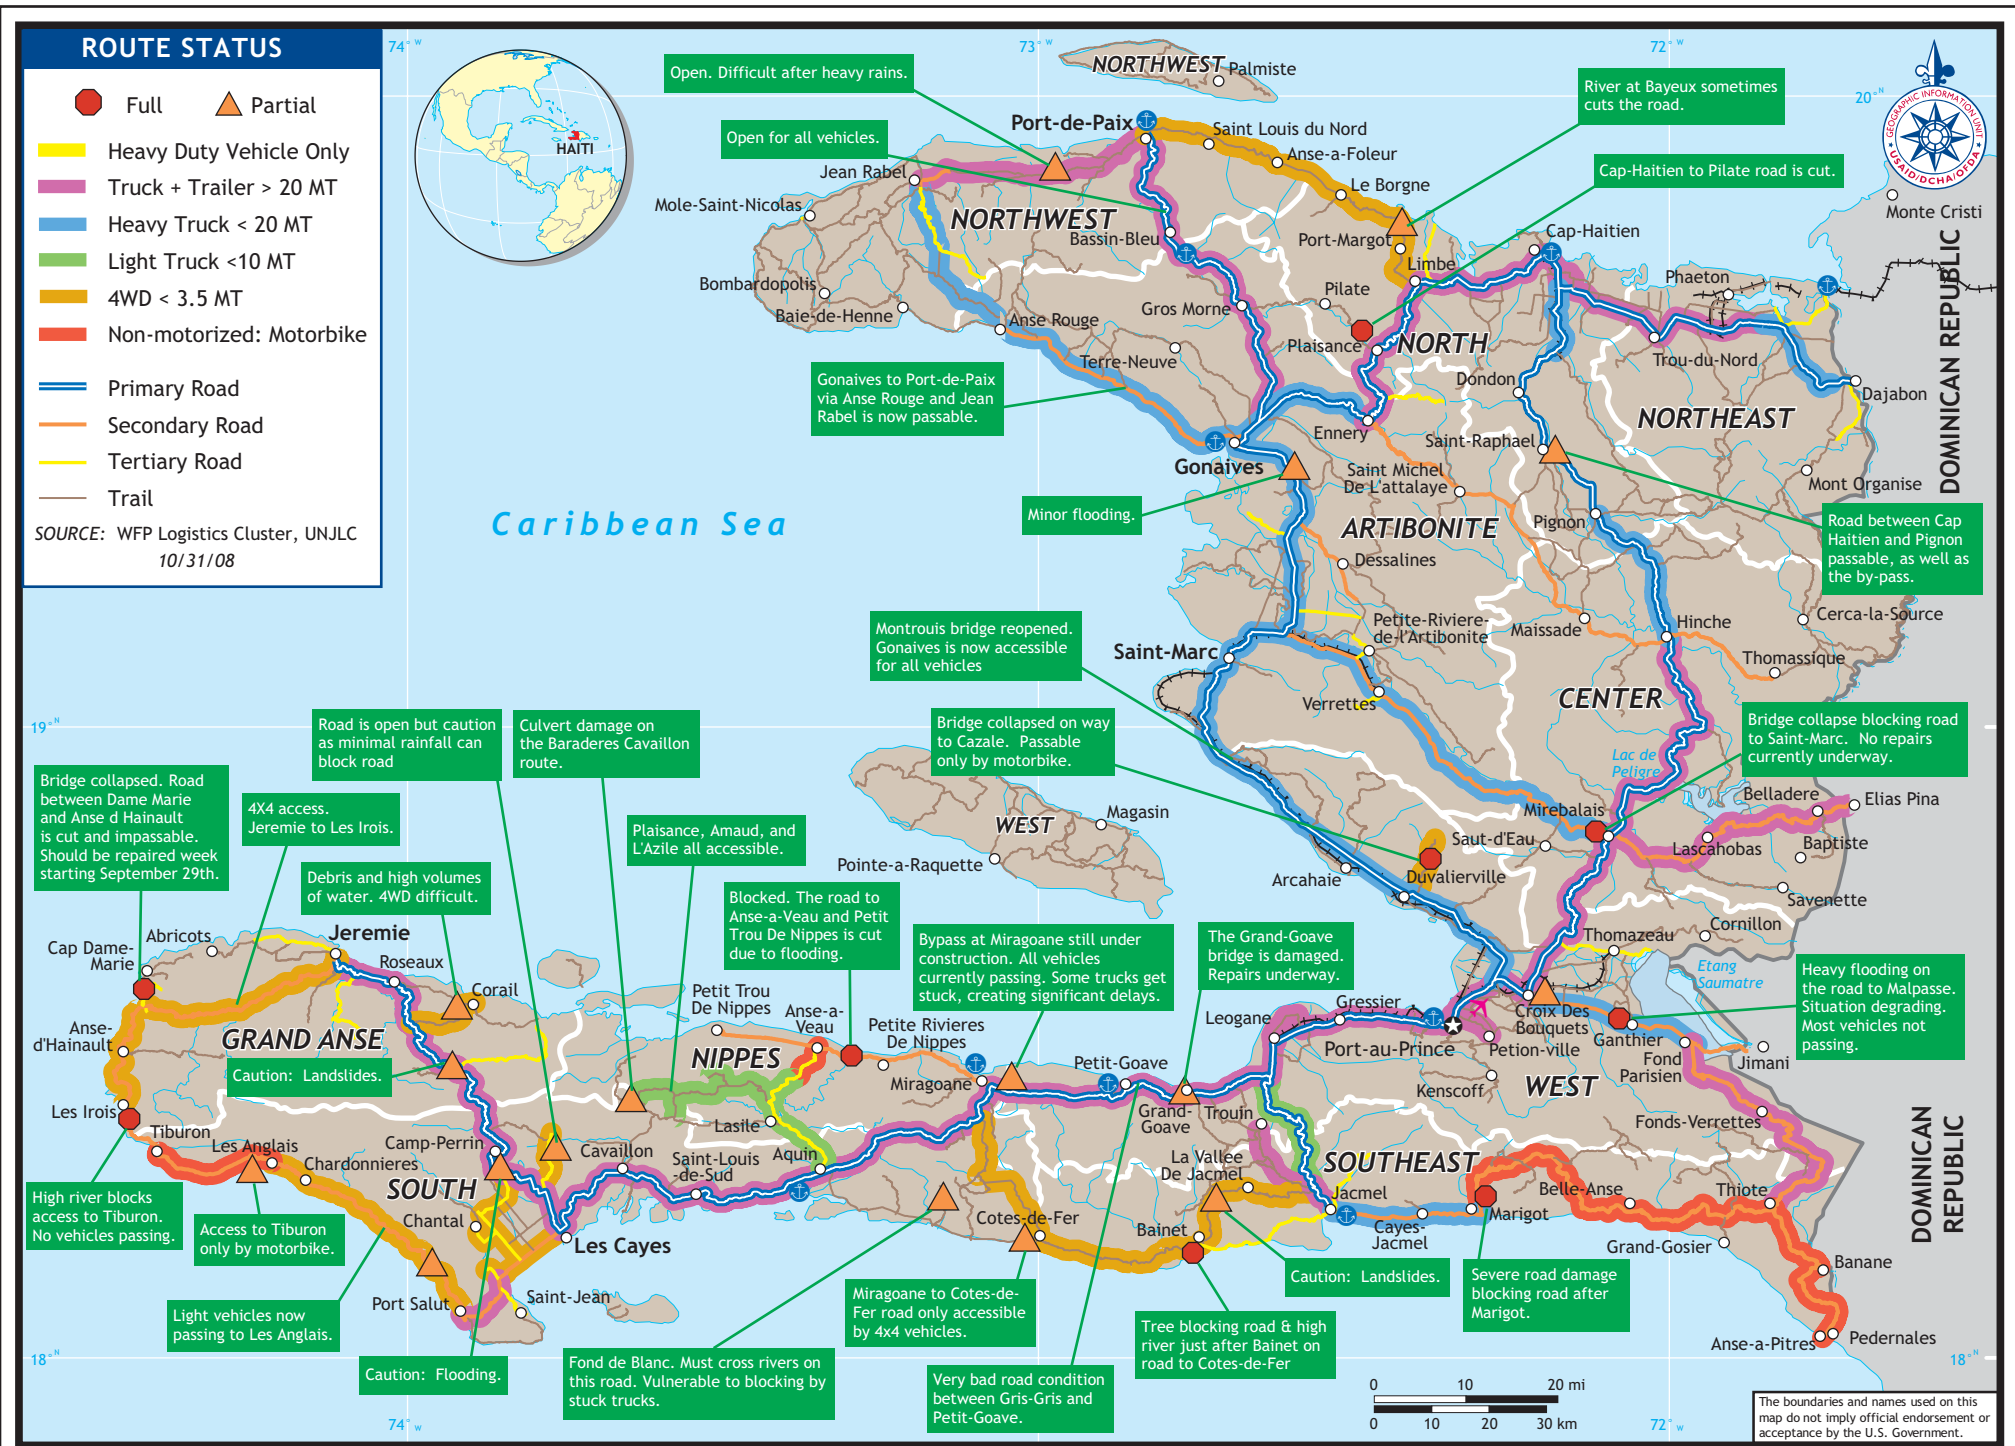 ROUTE STATUS
Full
Partial
Heavy Duty Vehicle Only
Truck + Trailer > 20 MT
Heavy Truck < 20 MT
Light Truck <10 MT
4WD < 3.5 MT
Non-motorized: Motorbike
Primary Road
Secondary Road
Tertiary Road
Trail
SOURCE: WFP Logistics Cluster, UNJLC
10/31/08
HAITI
74° W
73° W
72° W
20° N
19° N
18° N
18° N
74° W
72° W
GEOGRAPHIC INFORMATION UNIT
USAID/DCHA/OFDA
Caribbean Sea
DOMINICAN REPUBLIC
DOMINICAN
REPUBLIC
NORTHWEST
Palmiste
Open. Difficult after heavy rains.
Open for all vehicles.
River at Bayeux sometimes
cuts the road.
Cap-Haitien to Pilate road is cut.
Port-de-Paix
Saint Louis du Nord
Anse-a-Foleur
Le Borgne
Jean Rabel
Mole-Saint-Nicolas
NORTHWEST
Bassin-Bleu
Port-Margot
Limbe
Cap-Haitien
Phaeton
Monte Cristi
Bombardopolis
Baie-de-Henne
Anse Rouge
Gros Morne
Pilate
Plaisance
NORTH
Terre-Neuve
Trou-du-Nord
Dondon
Dajabon
NORTHEAST
Gonaives to Port-de-Paix
via Anse Rouge and Jean
Rabel is now passable.
Ennery
Saint-Raphael
Gonaives
Saint Michel
De L'attalaye
Mont Organise
Minor flooding.
ARTIBONITE
Pignon
Road between Cap
Haitien and Pignon
passable, as well as
the by-pass.
Dessalines
Petite-Riviere-
de-l'Artibonite
Maissade
Hinche
Cerca-la-Source
Thomassique
Montrouis bridge reopened.
Gonaives is now accessible
for all vehicles
Saint-Marc
Verrettes
CENTER
Lac de
Peligre
Bridge collapsed on way
to Cazale. Passable
only by motorbike.
Bridge collapse blocking road
to Saint-Marc. No repairs
currently underway.
Mirebalais
Belladere
Elias Pina
Lascahobas
Baptiste
Savenette
Saut-d'Eau
Duvalierville
Arcahaie
WEST
Magasin
Pointe-a-Raquette
Cornillon
Thomazeau
Etang
Saumatre
Heavy flooding on
the road to Malpasse.
Situation degrading.
Most vehicles not
passing.
Bridge collapsed. Road
between Dame Marie
and Anse d Hainault
is cut and impassable.
Should be repaired week
starting September 29th.
Road is open but caution
as minimal rainfall can
block road
Culvert damage on
the Baraderes Cavaillon
route.
4X4 access.
Jeremie to Les Irois.
Plaisance, Amaud, and
L'Azile all accessible.
Debris and high volumes
of water. 4WD difficult.
Blocked. The road to
Anse-a-Veau and Petit
Trou De Nippes is cut
due to flooding.
Bypass at Miragoane still under
construction. All vehicles
currently passing. Some trucks get
stuck, creating significant delays.
The Grand-Goave
bridge is damaged.
Repairs underway.
Cap Dame-
Marie
Abricots
Jeremie
Roseaux
Corail
Anse-
d'Hainault
GRAND ANSE
Caution: Landslides.
Les Irois
Tiburon
Les Anglais
Chardonnieres
Camp-Perrin
SOUTH
Chantal
Port Salut
Saint-Jean
Les Cayes
Cavaillon
Saint-Louis
-de-Sud
Aquin
Lasile
NIPPES
Petit Trou
De Nippes
Anse-a-
Veau
Petite Rivieres
De Nippes
Miragoane
Petit-Goave
Grand-
Goave
Trouin
Leogane
Gressier
Port-au-Prince
Petion-ville
Kenscoff
Croix Des
Bouquets
Ganthier
Fond
Parisien
Jimani
WEST
Fonds-Verrettes
SOUTHEAST
La Vallee
De Jacmel
Jacmel
Cayes-
Jacmel
Marigot
Belle-Anse
Thiote
Grand-Gosier
Banane
Anse-a-Pitres
Pedernales
Cotes-de-Fer
Bainet
High river blocks
access to Tiburon.
No vehicles passing.
Access to Tiburon
only by motorbike.
Light vehicles now
passing to Les Anglais.
Caution: Flooding.
Fond de Blanc. Must cross rivers on
this road. Vulnerable to blocking by
stuck trucks.
Miragoane to Cotes-de-
Fer road only accessible
by 4x4 vehicles.
Very bad road condition
between Gris-Gris and
Petit-Goave.
Tree blocking road & high
river just after Bainet on
road to Cotes-de-Fer
Caution: Landslides.
Severe road damage
blocking road after
Marigot.
0 10 20 mi
0 10 20 30 km
The boundaries and names used on this
map do not imply official endorsement or
acceptance by the U.S. Government.